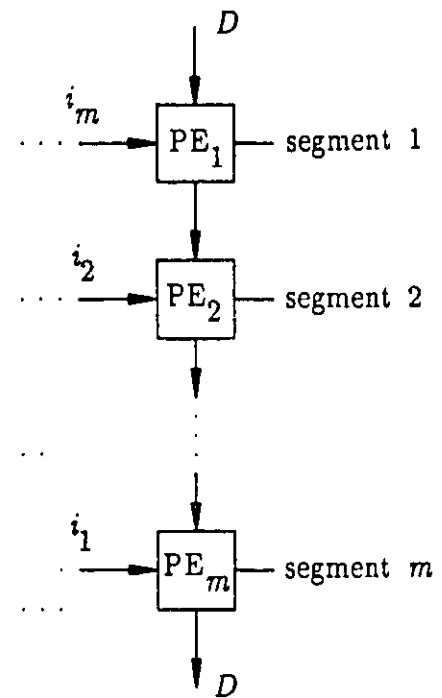 D
i_m
PE_1 segment 1
i_2
PE_2 segment 2
i_1
PE_m segment m
D